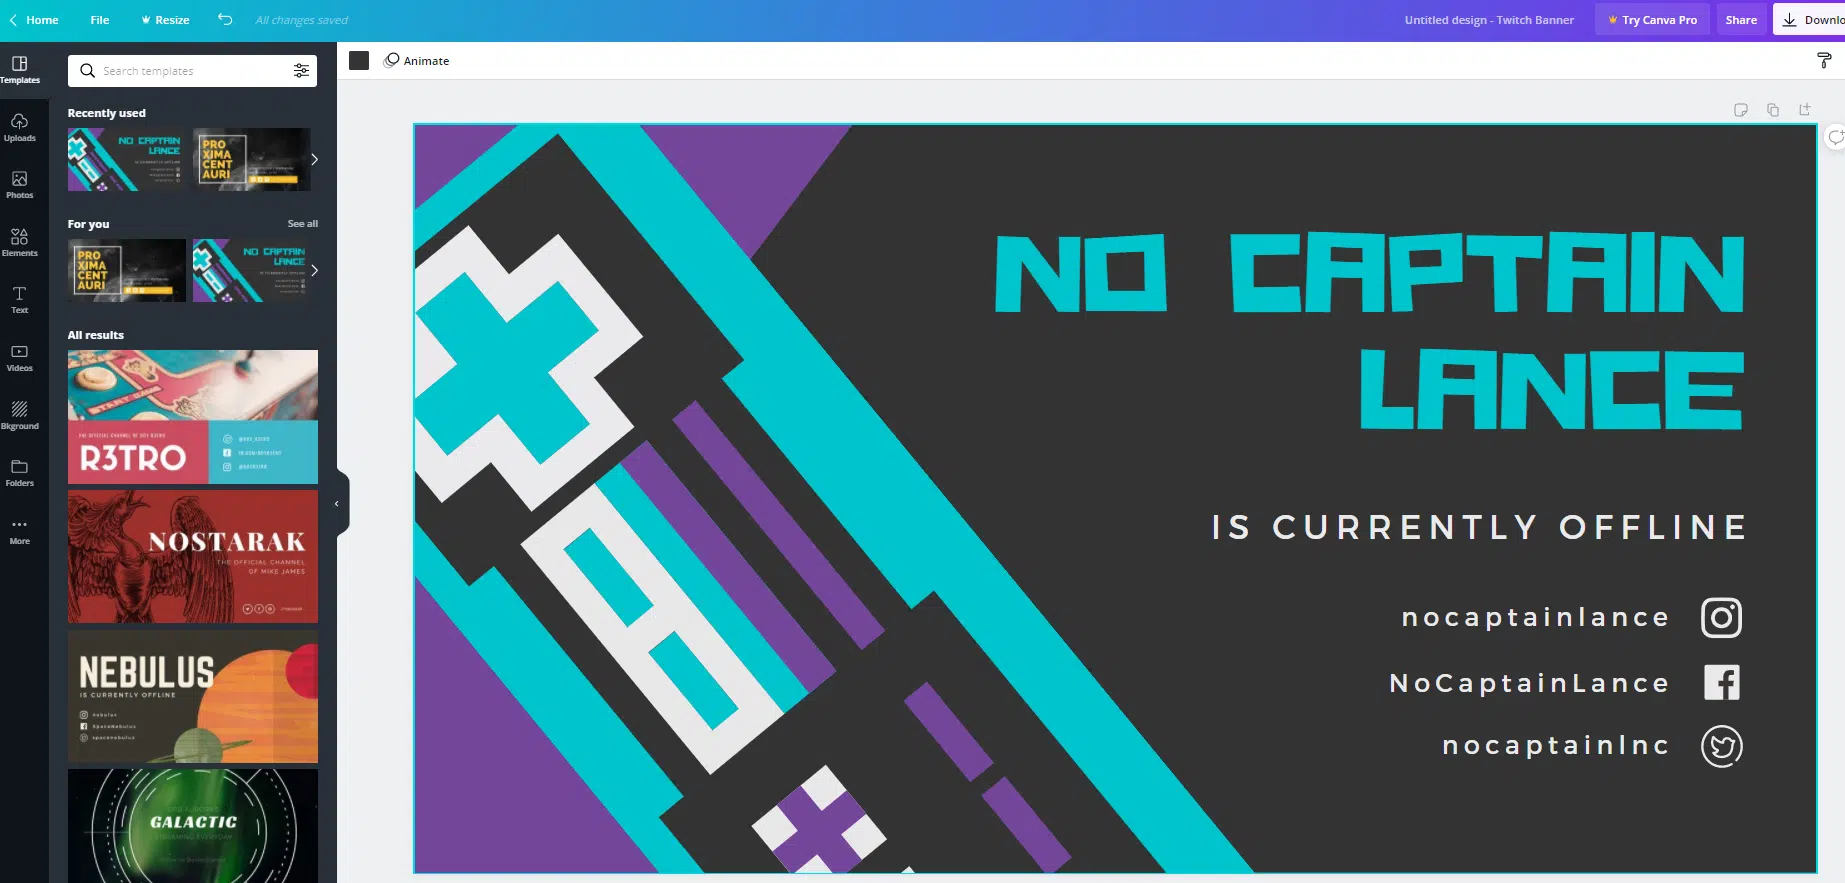 Home File Resize All changes saved Untitled design - Twitch Banner Try Canva Pro Share Downlo
Animate
Templates
Uploads
Photos
Elements
Text
Videos
Bkground
Folders
More
Search templates
Recently used
NO CAPTAIN
LANCE
PRO
XIMA
CENT
AURI
For you See all
PRO
XIMA
CENT
AURI
NO CAPTAIN
LANCE
All results
R3TRO
NOSTARAK
THE OFFICIAL CHANNEL
OF MIKE JAMES
NEBULUS
IS CURRENTLY OFFLINE
nebulus
SpaceNebulus
spacenebulus
GALACTIC
NO CAPTAIN
LANCE
IS CURRENTLY OFFLINE
nocaptainlance
NoCaptainLance
nocaptainlnc